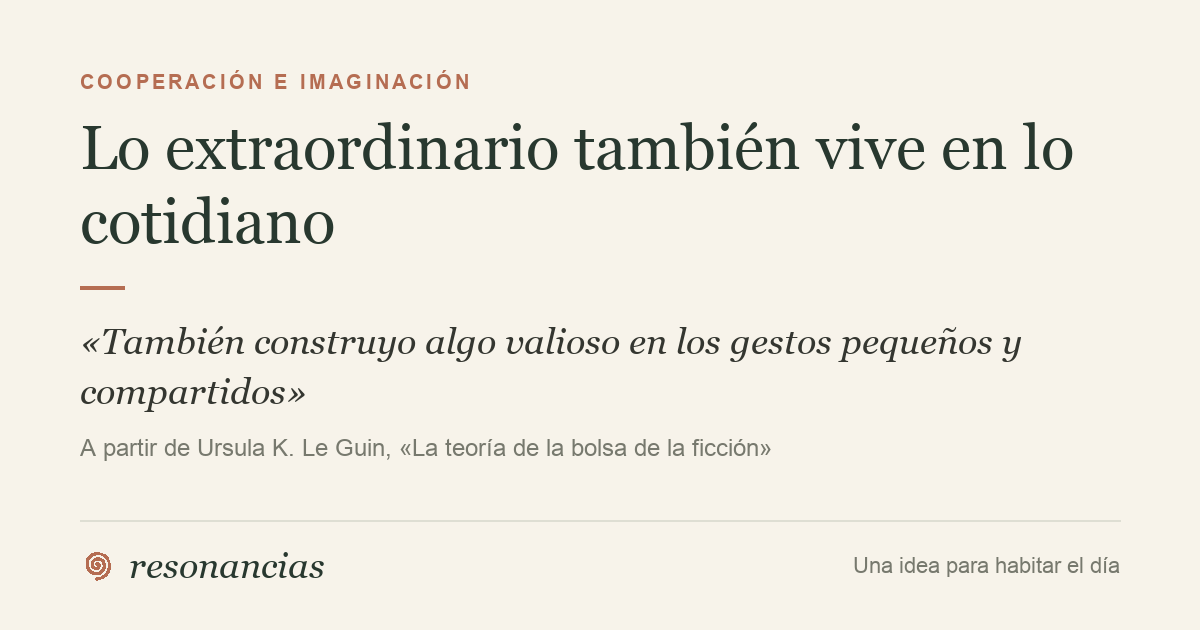 COOPERACIÓN E IMAGINACIÓN
Lo extraordinario también vive en lo
cotidiano
«También construyo algo valioso en los gestos pequeños y
compartidos»
A partir de Ursula K. Le Guin, «La teoría de la bolsa de la ficción»
resonancias
Una idea para habitar el día